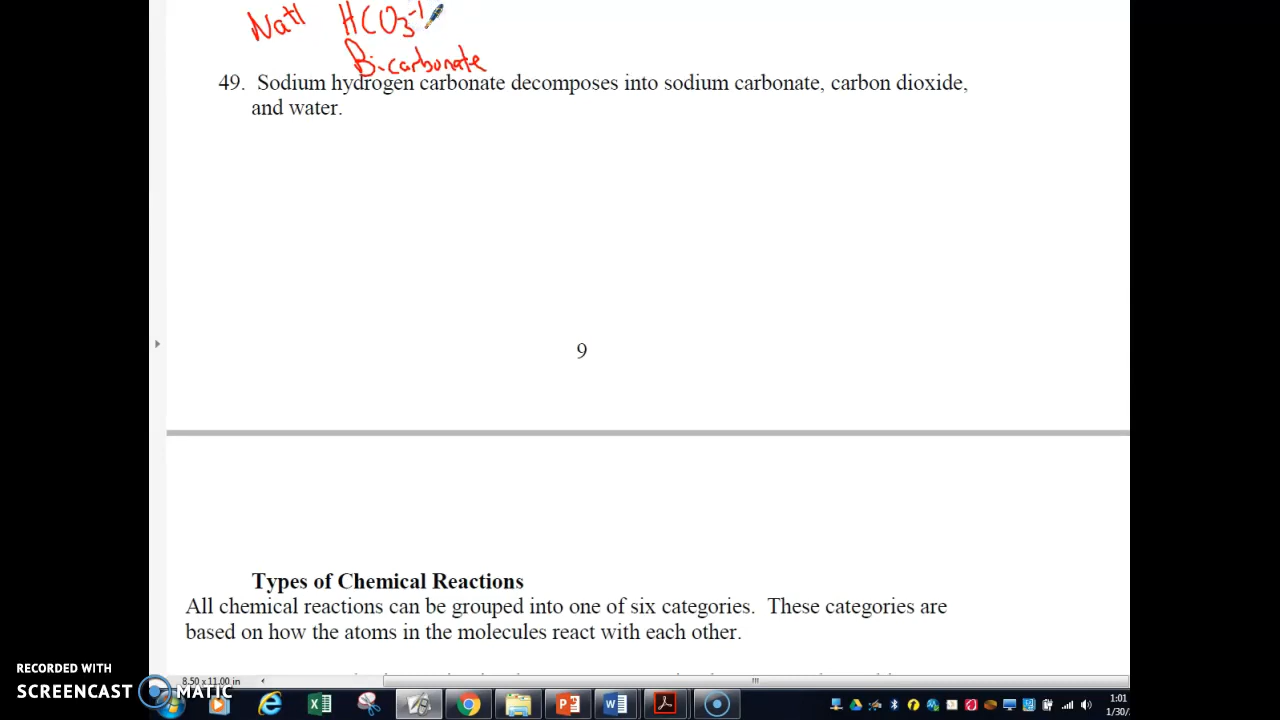 Na+1 HCO3-1
Bi-carbonate
49. Sodium hydrogen carbonate decomposes into sodium carbonate, carbon dioxide,
and water.
9
Types of Chemical Reactions
All chemical reactions can be grouped into one of six categories. These categories are
based on how the atoms in the molecules react with each other.
RECORDED WITH
SCREENCAST MATIC
8.50 x 11.00 in
1:01
1/30/